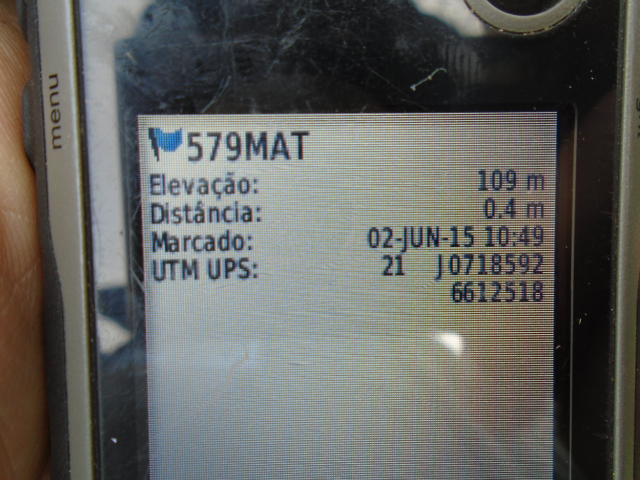 menu
579MAT
Elevação: 109 m
Distância: 0.4 m
Marcado: 02-JUN-15 10:49
UTM UPS: 21 J 0718592
6612518